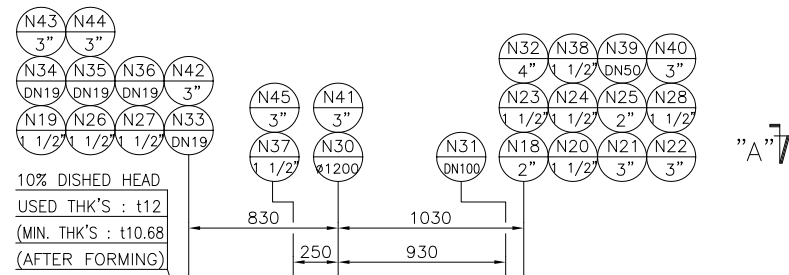 N43 N44
3" 3"
N32 N38 N39 N40
4" 1 1/2" DN50 3"
N34 N35 N36 N42
DN19 DN19 DN19 3"
N45 N41
3" 3"
N23 N24 N25 N28
1 1/2" 1 1/2" 2" 1 1/2"
N19 N26 N27 N33
1 1/2" 1 1/2" 1 1/2" DN19
N37 N30 N31
1 1/2" ø1200 DN100
N18 N20 N21 N22
2" 1 1/2" 3" 3"
"A"
10% DISHED HEAD
USED THK'S : t12
(MIN. THK'S : t10.68
(AFTER FORMING)
830 1030
250 930